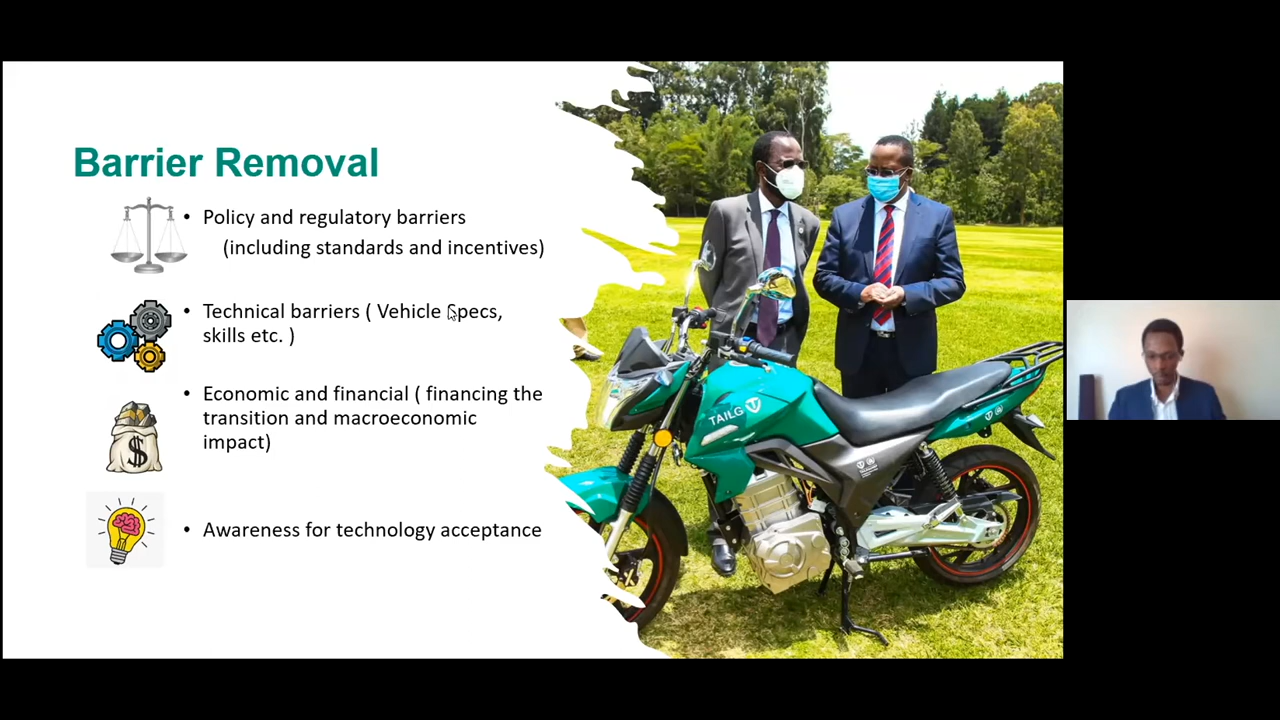 Barrier Removal
• Policy and regulatory barriers
(including standards and incentives)
• Technical barriers ( Vehicle Specs,
skills etc. )
• Economic and financial ( financing the
transition and macroeconomic
impact)
• Awareness for technology acceptance
$
TAILG